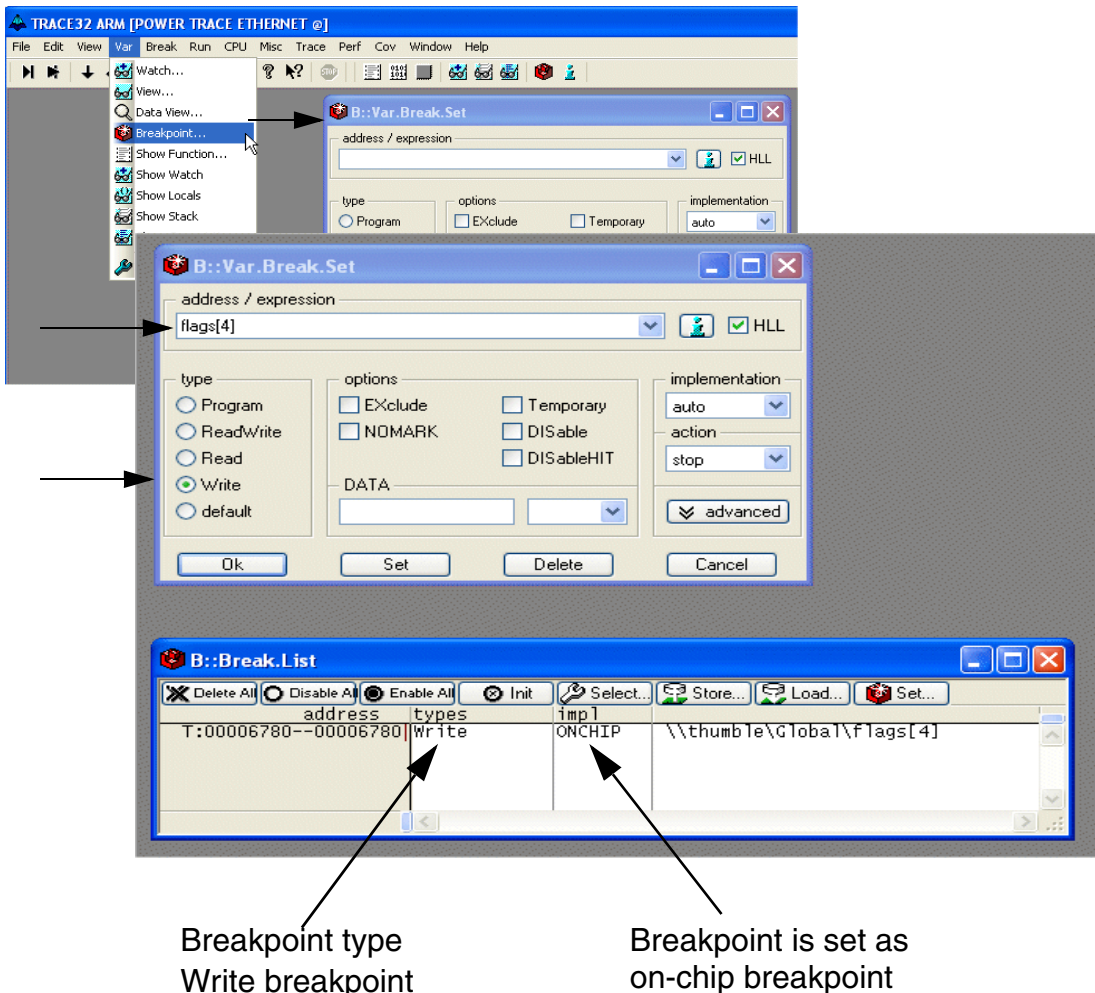 TRACE32 ARM [POWER TRACE ETHERNET @]
File Edit View Var Break Run CPU Misc Trace Perf Cov Window Help
Watch...
View...
Data View...
Breakpoint...
Show Function...
Show Watch
Show Locals
Show Stack
B::Var.Break.Set
address / expression
HLL
type options implementation
Program EXclude Temporary auto
B::Var.Break.Set
address / expression
flags[4] HLL
type options implementation
Program EXclude Temporary auto
ReadWrite NOMARK DISable action
Read DISableHIT stop
Write DATA
default advanced
Ok Set Delete Cancel
B::Break.List
Delete All Disable All Enable All Init Select... Store... Load... Set...
address types impl
T:00006780--00006780 Write ONCHIP \\thumble\Global\flags[4]
Breakpoint type Breakpoint is set as
Write breakpoint on-chip breakpoint